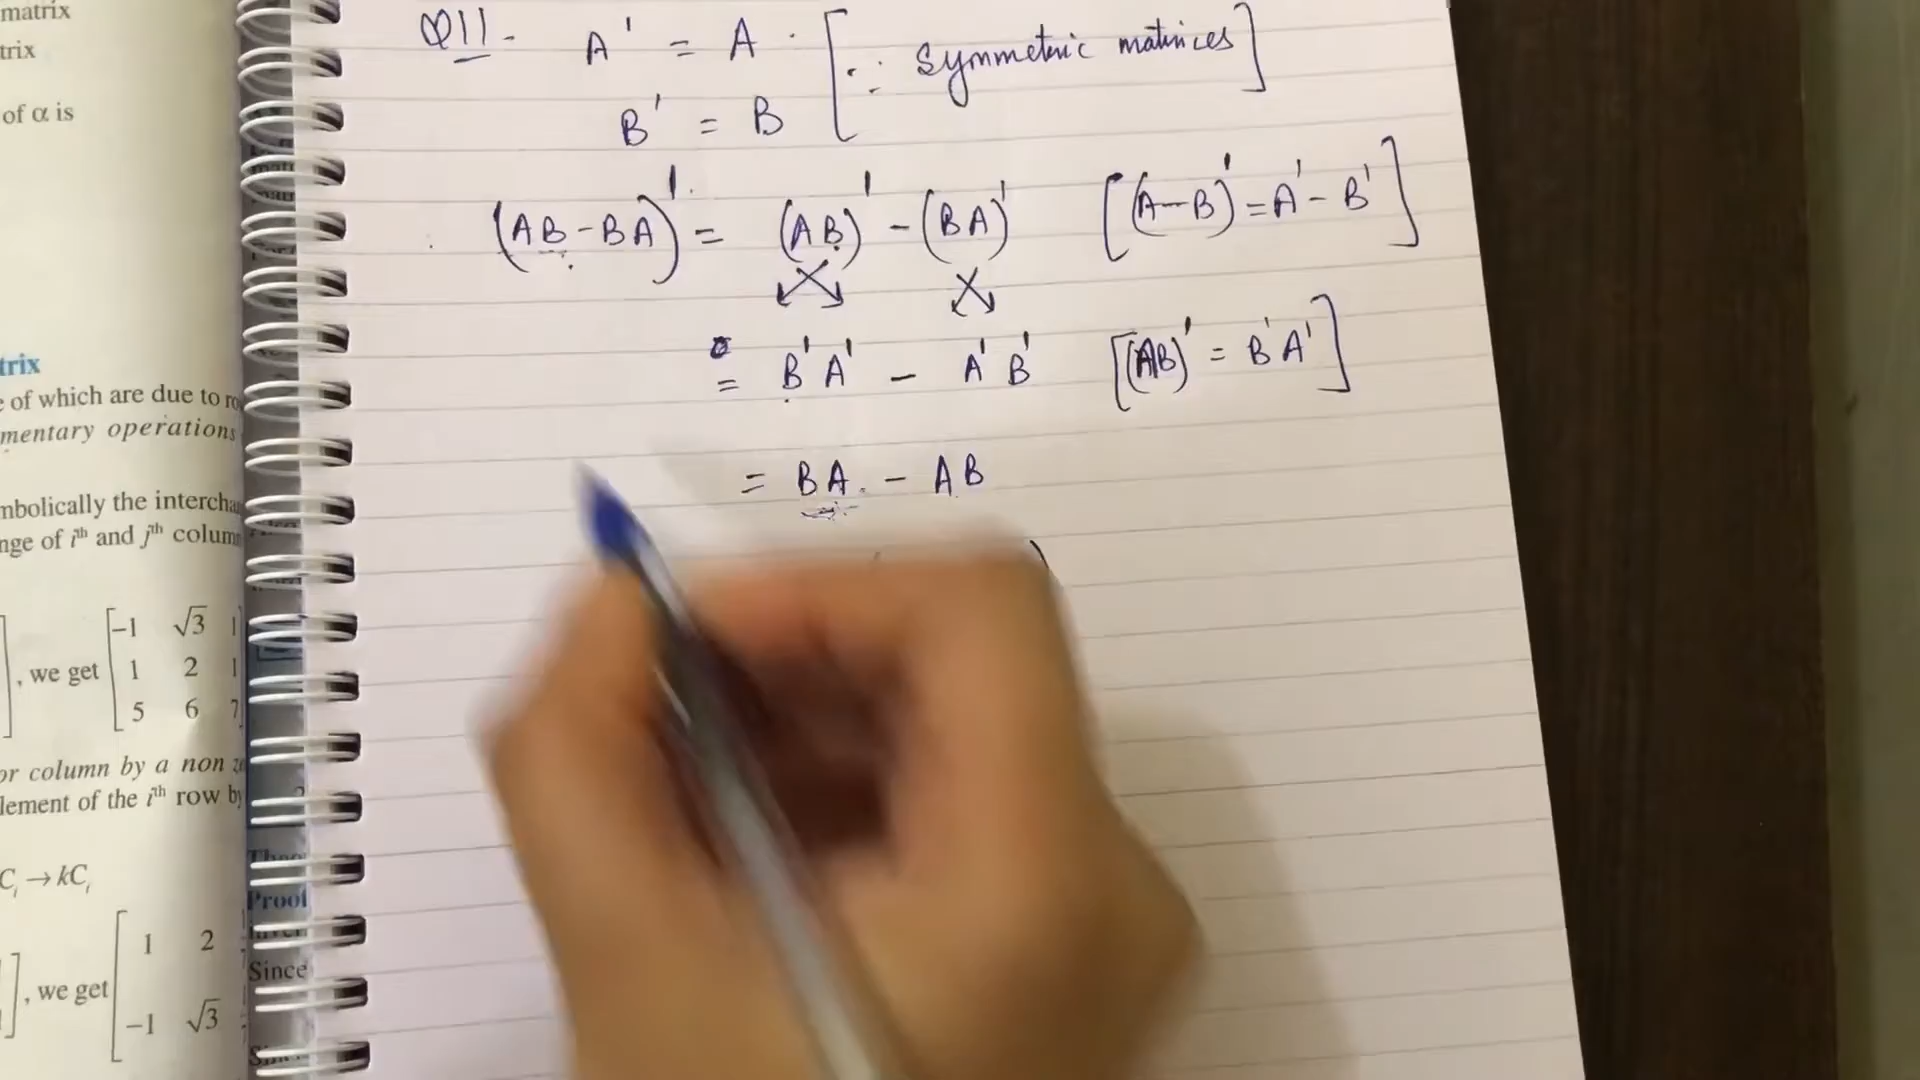 matrix
trix
of α is
trix
of which are due to
mentary operations
mbolically the intercha
nge of iᵗʰ and jᵗʰ colum
, we get [-1 √3 1
1 2 1
5 6 7
or column by a non
lement of the iᵗʰ row by
Cᵢ → kCᵢ
1 2
], we get
-1 √3
Proof
Since
Q11- A' = A . [∵ symmetric matrices]
B' = B
(AB-BA)' = (AB)' - (BA)' [(A-B)' = A' - B']
= B'A' - A'B' [(AB)' = B'A']
= BA - AB